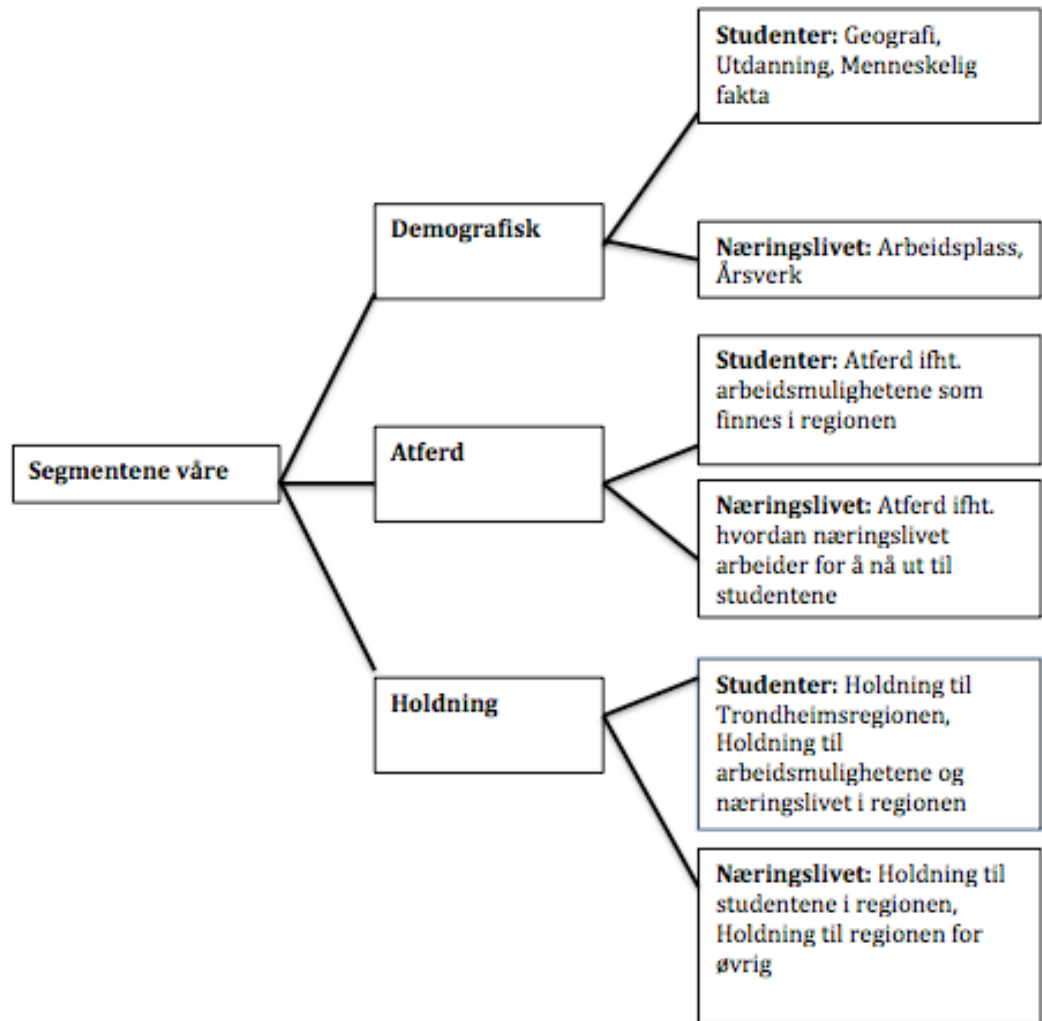 Studenter: Geografi,
Utdanning, Menneskelig
fakta
Demografisk
Næringslivet: Arbeidsplass,
Årsverk
Studenter: Atferd ifht.
arbeidsmulighetene som
finnes i regionen
Atferd
Segmentene våre
Næringslivet: Atferd ifht.
hvordan næringslivet
arbeider for å nå ut til
studentene
Holdning
Studenter: Holdning til
Trondheimsregionen,
Holdning til
arbeidsmulighetene og
næringslivet i regionen
Næringslivet: Holdning til
studentene i regionen,
Holdning til regionen for
øvrig